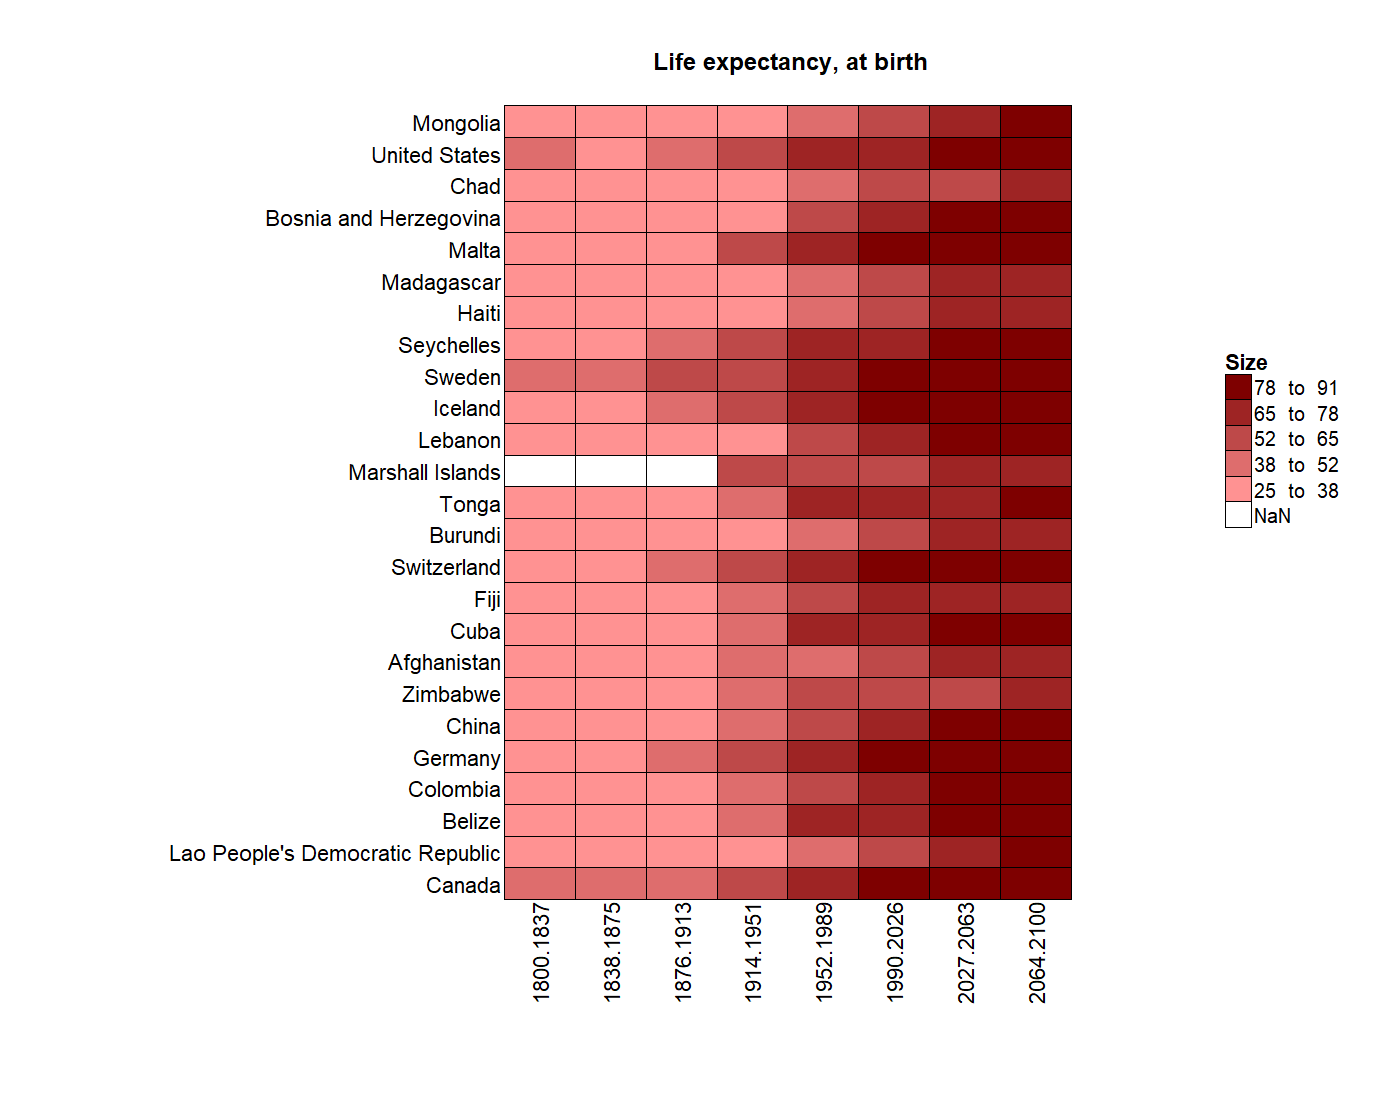 Life expectancy, at birth
Mongolia
United States
Chad
Bosnia and Herzegovina
Malta
Madagascar
Haiti
Seychelles
Sweden
Iceland
Lebanon
Marshall Islands
Tonga
Burundi
Switzerland
Fiji
Cuba
Afghanistan
Zimbabwe
China
Germany
Colombia
Belize
Lao People's Democratic Republic
Canada
1800.1837
1838.1875
1876.1913
1914.1951
1952.1989
1990.2026
2027.2063
2064.2100
Size
78 to 91
65 to 78
52 to 65
38 to 52
25 to 38
NaN